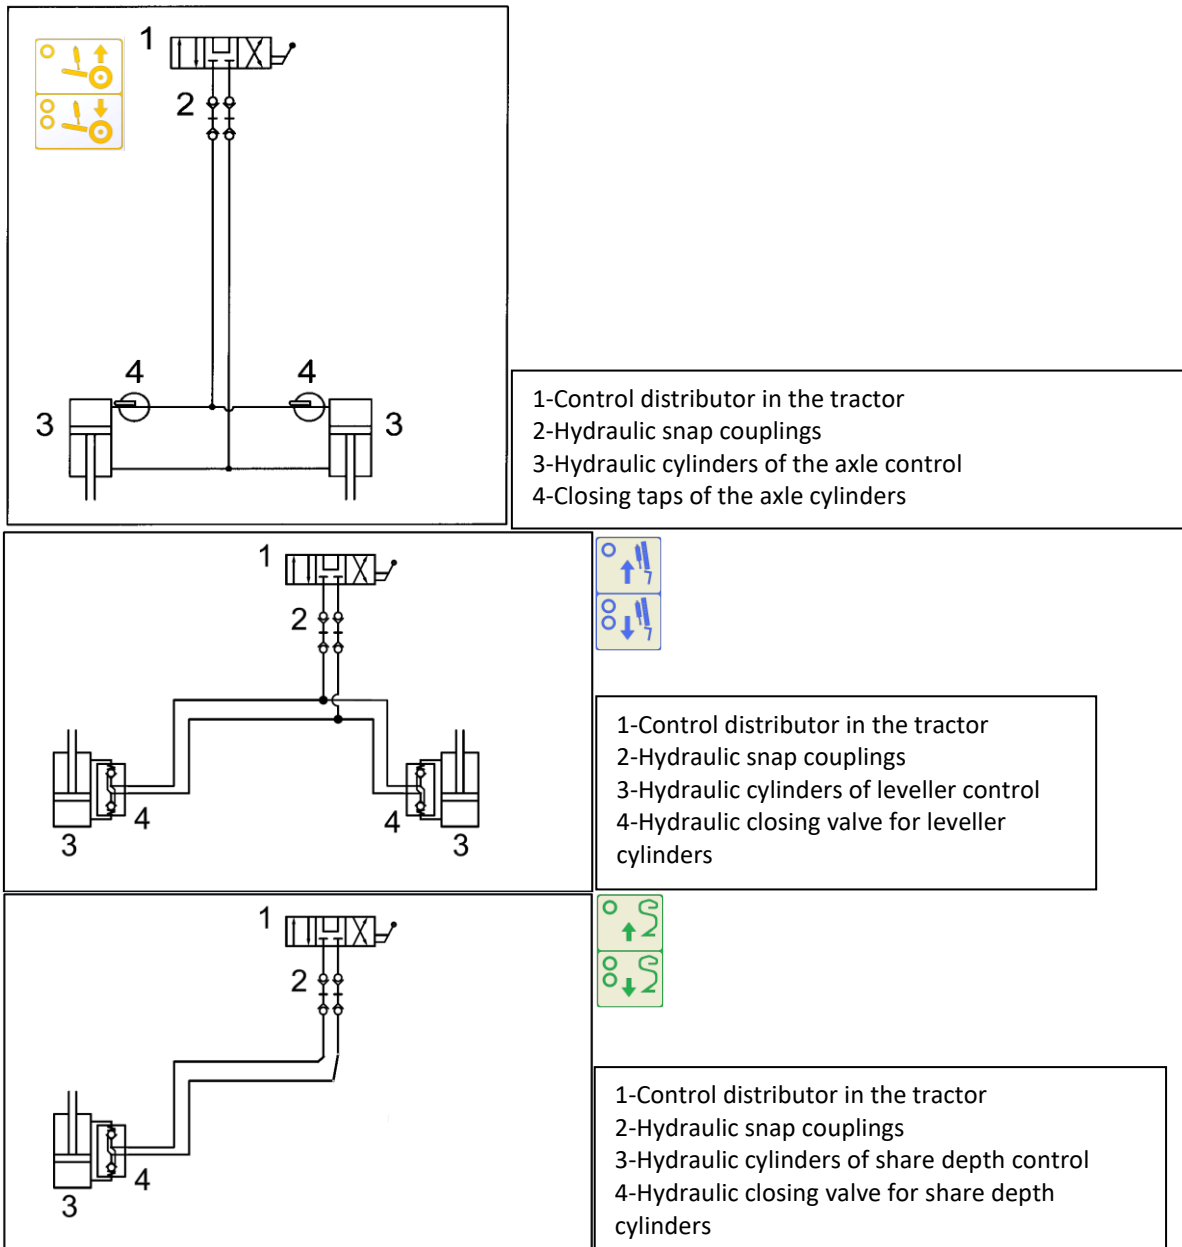 1
2
4
4
3
3
1-Control distributor in the tractor
2-Hydraulic snap couplings
3-Hydraulic cylinders of the axle control
4-Closing taps of the axle cylinders
1
2
4
4
3
3
1-Control distributor in the tractor
2-Hydraulic snap couplings
3-Hydraulic cylinders of leveller control
4-Hydraulic closing valve for leveller
cylinders
1
2
4
3
1-Control distributor in the tractor
2-Hydraulic snap couplings
3-Hydraulic cylinders of share depth control
4-Hydraulic closing valve for share depth
cylinders